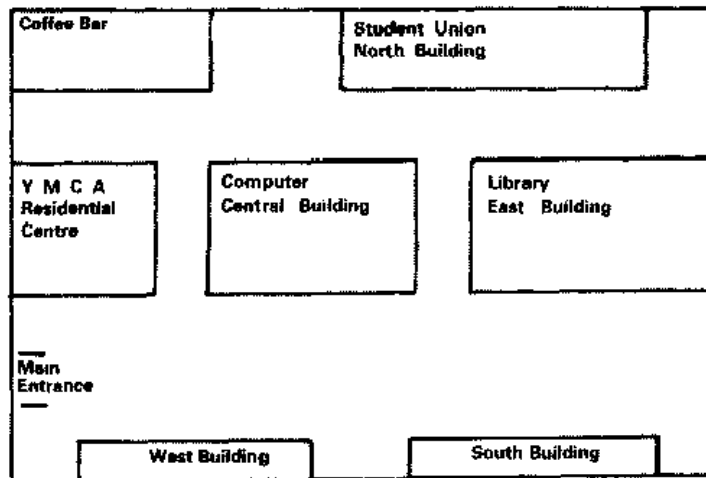 Coffee Bar
Student Union
North Building
Y M C A
Residential
Centre
Computer
Central Building
Library
East Building
Main
Entrance
West Building
South Building